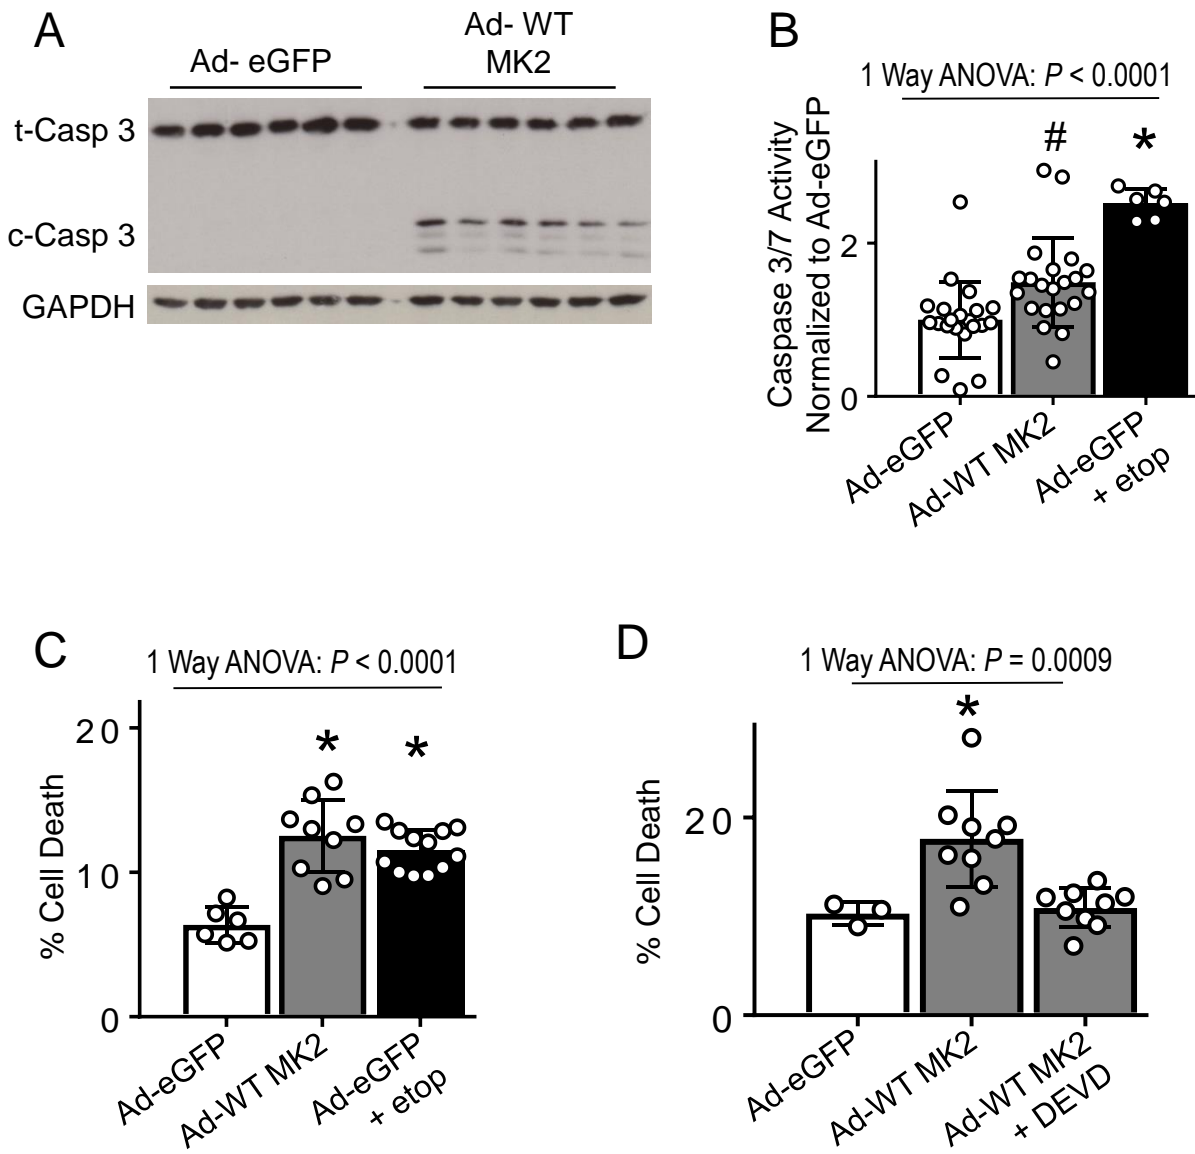 A
Ad- eGFP
Ad- WT
MK2
t-Casp 3
c-Casp 3
GAPDH
B
1 Way ANOVA: P < 0.0001
Caspase 3/7 Activity
Normalized to Ad-eGFP
#
*
2
0
Ad-eGFP
Ad-WT MK2
Ad-eGFP
+ etop
C
1 Way ANOVA: P < 0.0001
% Cell Death
*
*
20
10
0
Ad-eGFP
Ad-WT MK2
Ad-eGFP
+ etop
D
1 Way ANOVA: P = 0.0009
% Cell Death
*
20
0
Ad-eGFP
Ad-WT MK2
Ad-WT MK2
+ DEVD